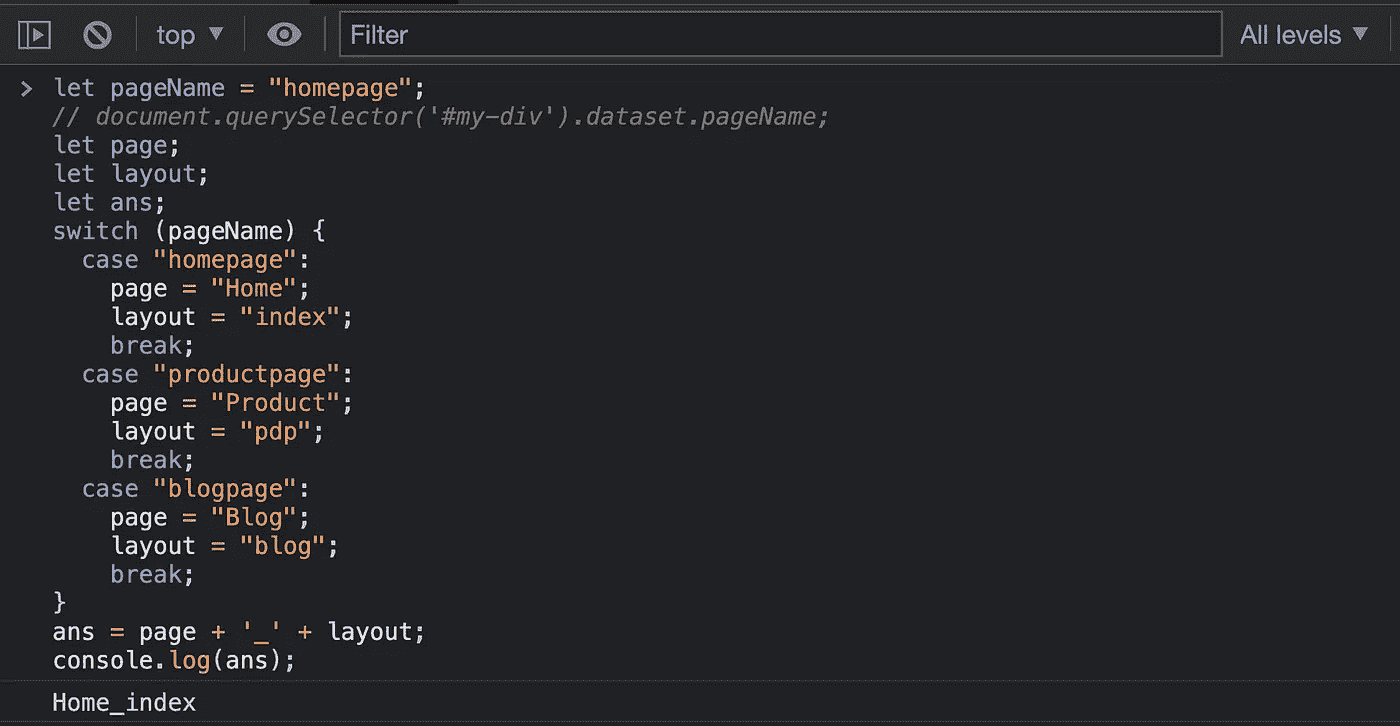 top Filter All levels
let pageName = "homepage";
// document.querySelector('#my-div').dataset.pageName;
let page;
let layout;
let ans;
switch (pageName) {
  case "homepage":
    page = "Home";
    layout = "index";
    break;
  case "productpage":
    page = "Product";
    layout = "pdp";
    break;
  case "blogpage":
    page = "Blog";
    layout = "blog";
    break;
}
ans = page + '_' + layout;
console.log(ans);
Home_index